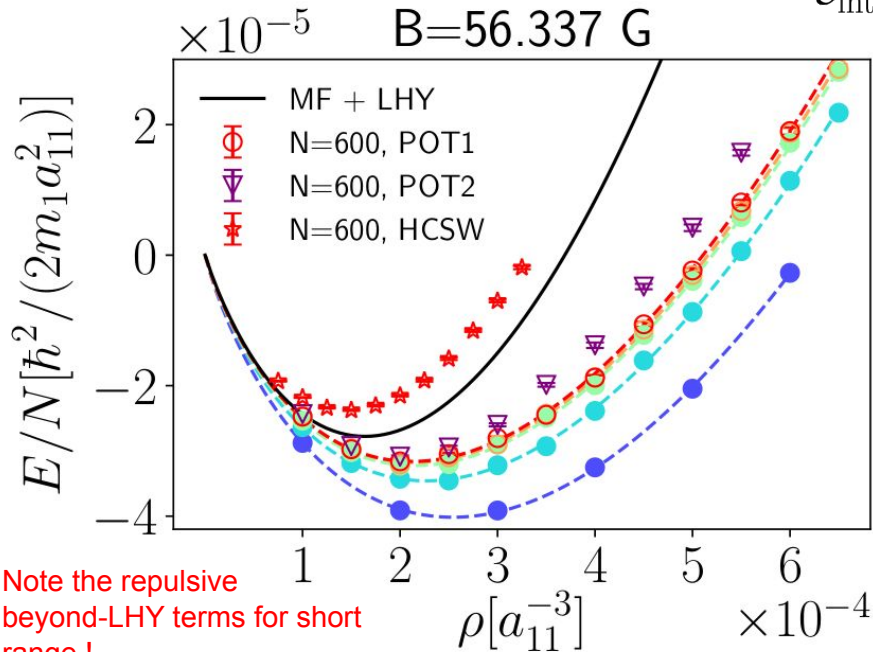 ×10⁻⁵ B=56.337 G
E/N[ħ²/(2m₁a₁₁²)]
MF + LHY
N=600, POT1
N=600, POT2
N=600, HCSW
2
0
−2
−4
1 2 3 4 5 6
ρ[a₁₁⁻³] ×10⁻⁴
Note the repulsive
beyond-LHY terms for short
range !